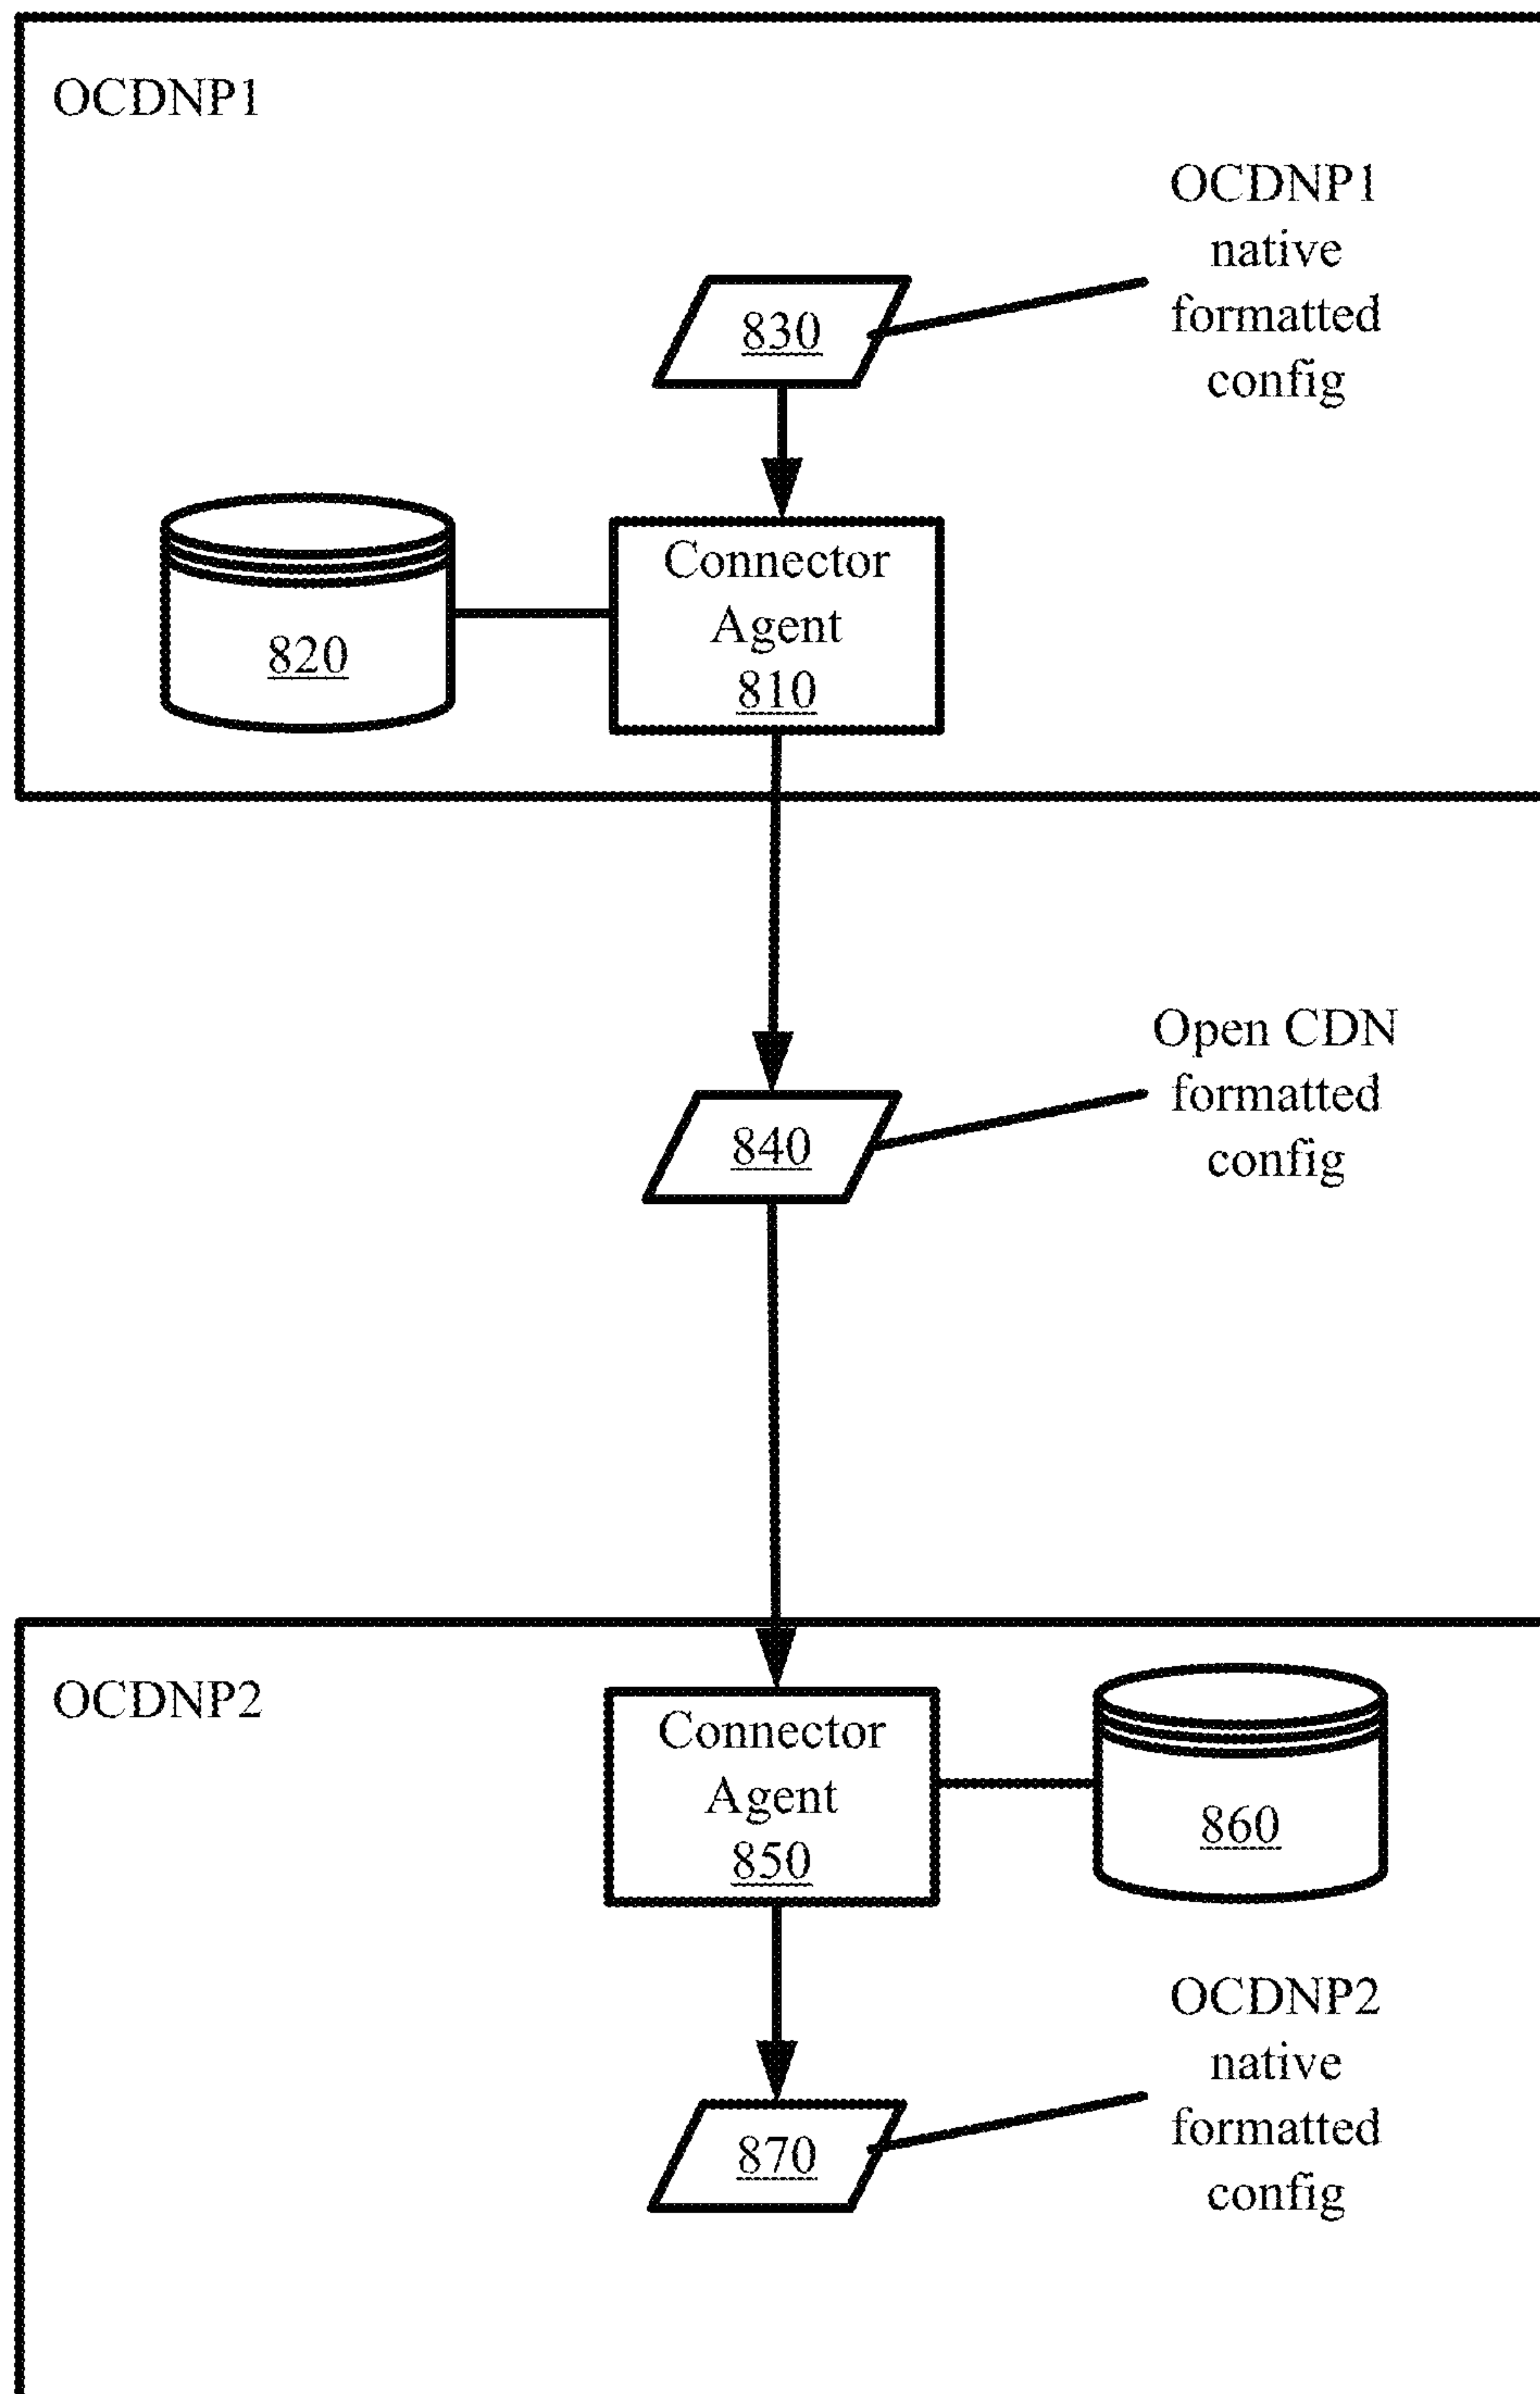 OCDNP1
OCDNP1
native
formatted
config
830
Connector
Agent
810
820
Open CDN
formatted
config
840
OCDNP2
Connector
Agent
850
860
OCDNP2
native
formatted
config
870